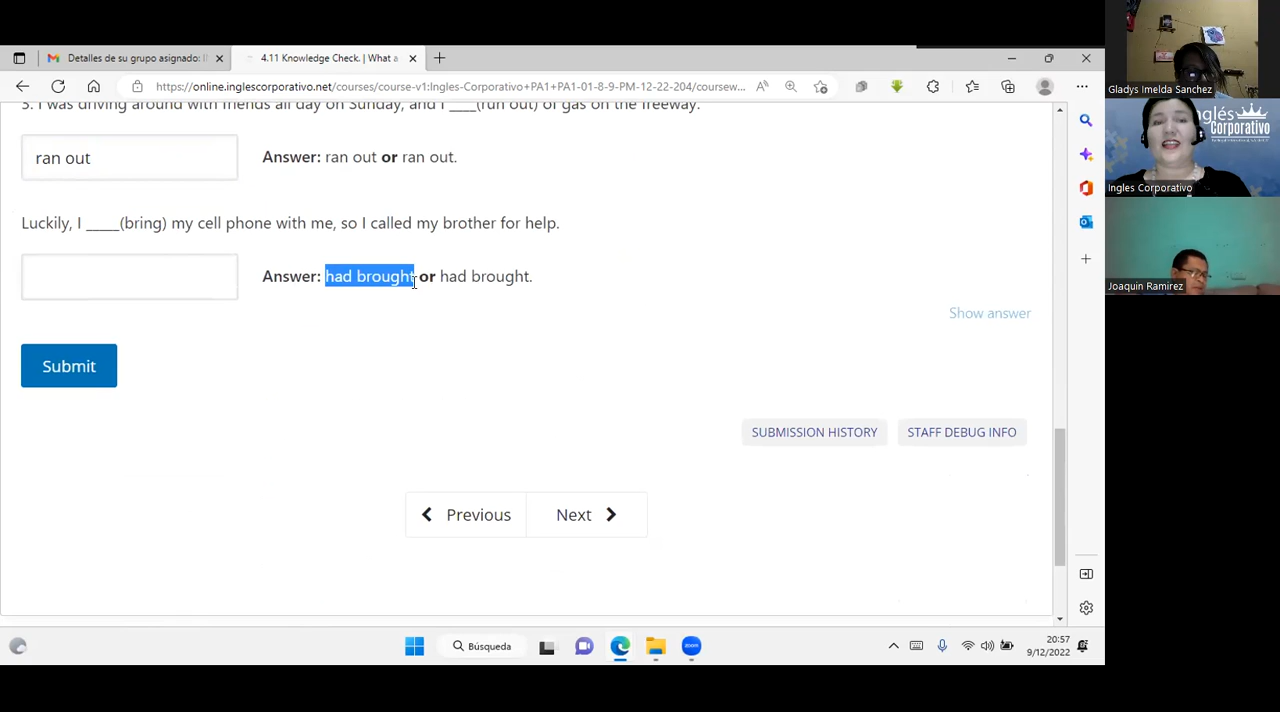 Detalles de su grupo asignado: I
4.11 Knowledge Check. | What a
https://online.inglescorporativo.net/courses/course-v1:Ingles-Corporativo+PA1+PA1-01-8-9-PM-12-22-204/coursew...
3. I was driving around with friends all day on Sunday, and I ____(run out) of gas on the freeway.
ran out
Answer: ran out or ran out.
Luckily, I _____(bring) my cell phone with me, so I called my brother for help.
Answer: had brought or had brought.
Show answer
Submit
SUBMISSION HISTORY
STAFF DEBUG INFO
Previous
Next
Búsqueda
zoom
20:57
9/12/2022
Gladys Imelda Sanchez
Inglés
Corporativo
Ingles Corporativo
Joaquin Ramirez